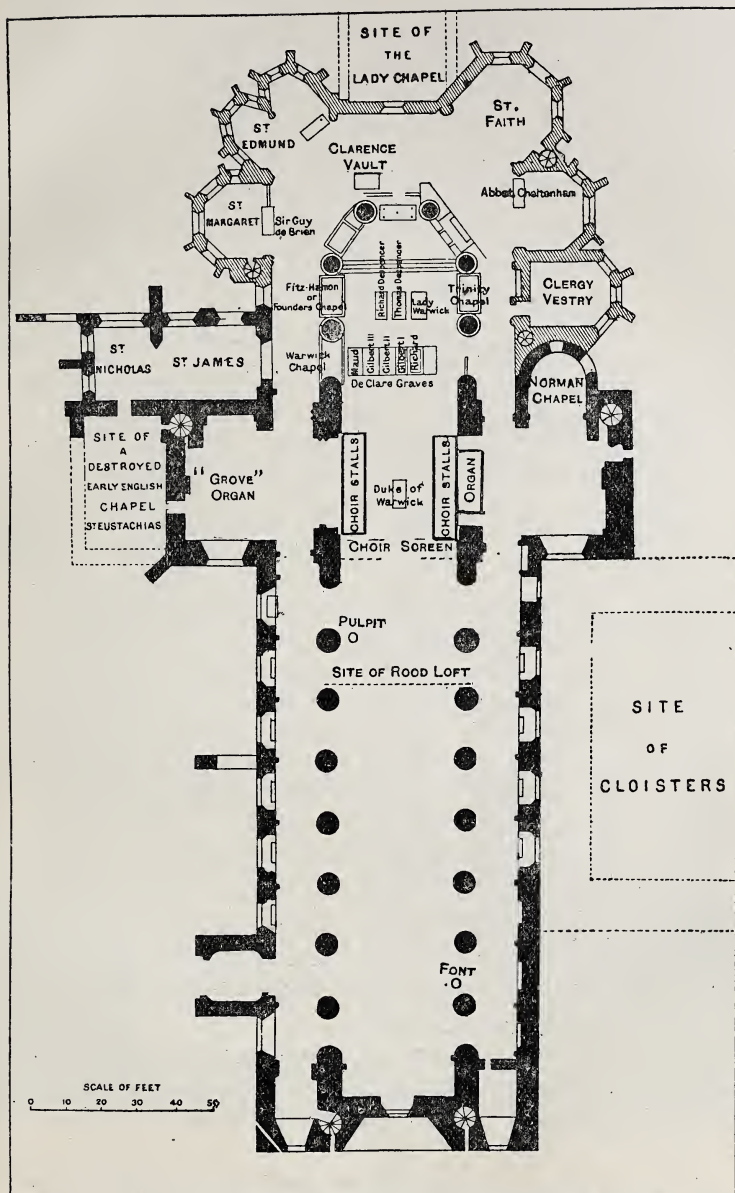 SITE OF
THE
LADY CHAPEL
ST.
FAITH
ST
EDMUND
CLARENCE
VAULT
Abbot Cheltenham
ST
MARGARET
Sir Guy
de Brien
Richard Despencer
Thomas Despencer
Lady
Warwick
Fitz-Hamon
or
Founders Chapel
Trinity
Chapel
CLERGY
VESTRY
ST
NICHOLAS
ST JAMES
Warwick
Chapel
Maud
Gilbert III
Gilbert II
Gilbert I
Richard
De Clare Graves
NORMAN
CHAPEL
SITE OF
A
DESTROYED
EARLY ENGLISH
CHAPEL
ST EUSTACHIAS
"GROVE"
ORGAN
CHOIR STALLS
Duke of
Warwick
CHOIR STALLS
ORGAN
CHOIR SCREEN
PULPIT
SITE OF ROOD LOFT
SITE
OF
CLOISTERS
FONT
SCALE OF FEET
0 10 20 30 40 50